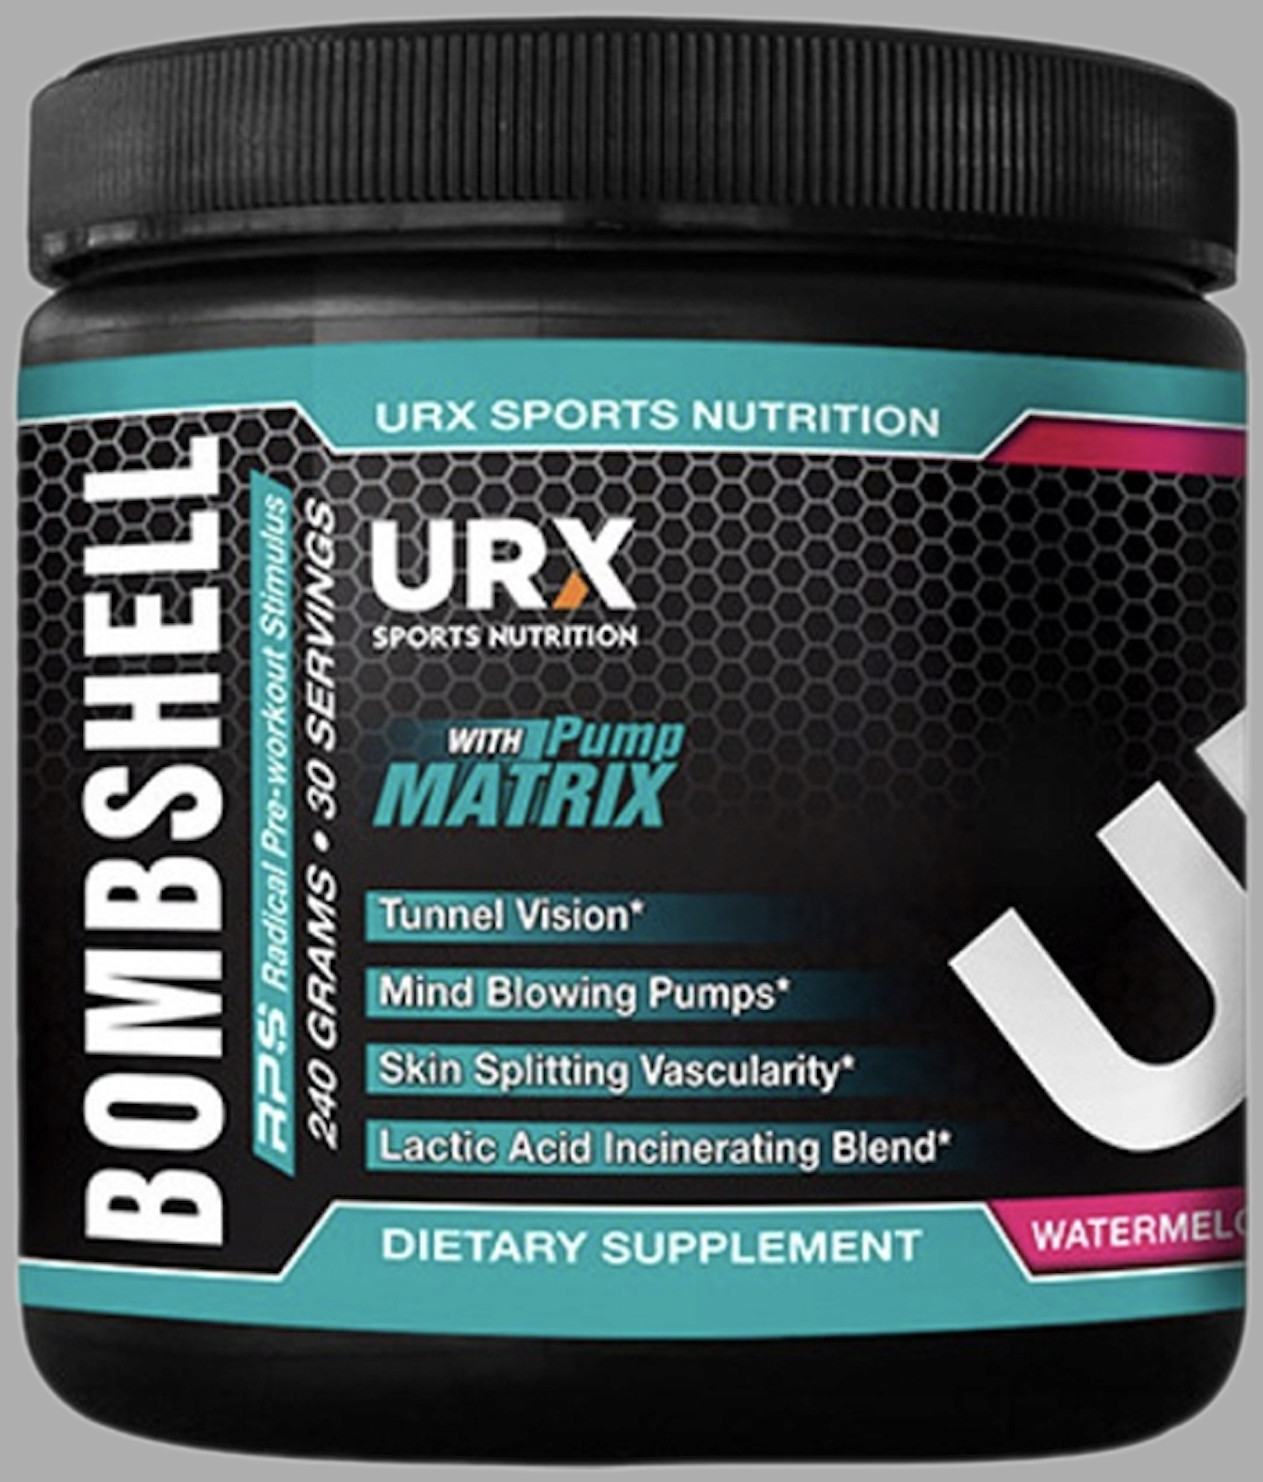 URX SPORTS NUTRITION
BOMBSHELL
RPS Radical Pre-workout Stimulus
240 GRAMS • 30 SERVINGS
URX
SPORTS NUTRITION
WITH Pump
MATRIX
Tunnel Vision*
Mind Blowing Pumps*
Skin Splitting Vascularity*
Lactic Acid Incinerating Blend*
DIETARY SUPPLEMENT